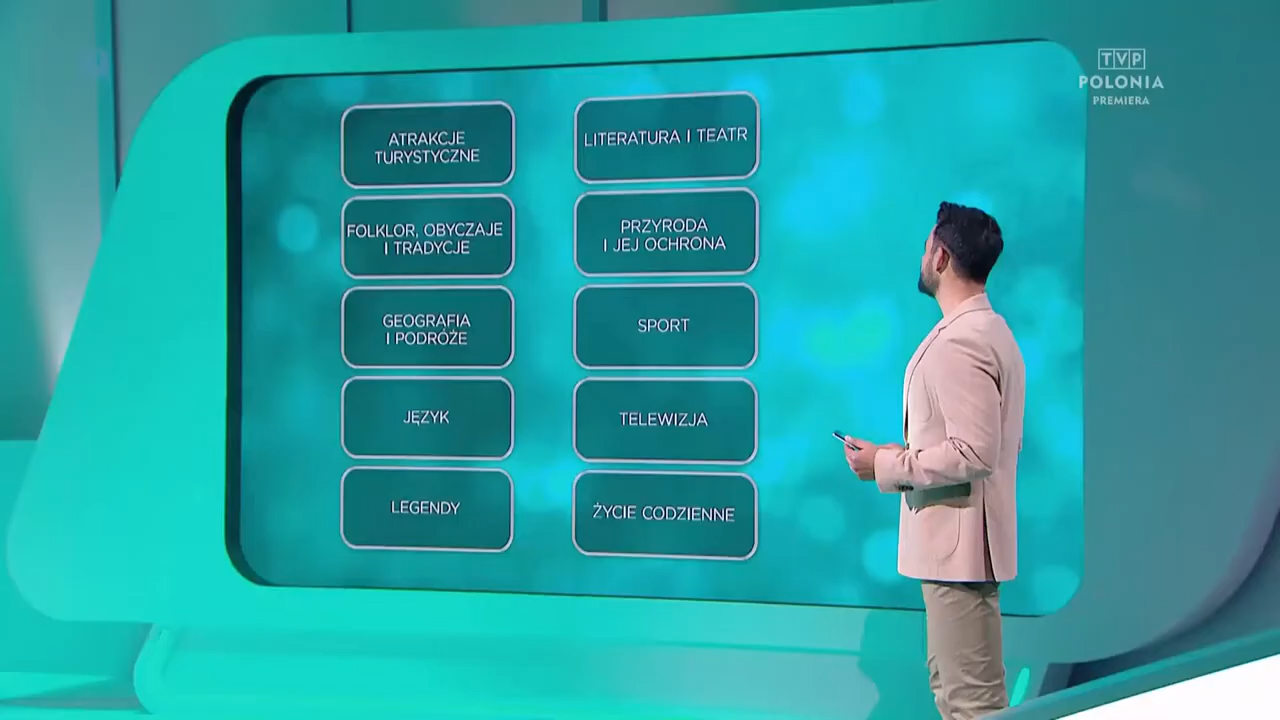 TVP
POLONIA
PREMIERA
ATRAKCJE
TURYSTYCZNE
FOLKLOR, OBYCZAJE
I TRADYCJE
GEOGRAFIA
I PODRÓŻE
JĘZYK
LEGENDY
LITERATURA I TEATR
PRZYRODA
I JEJ OCHRONA
SPORT
TELEWIZJA
ŻYCIE CODZIENNE